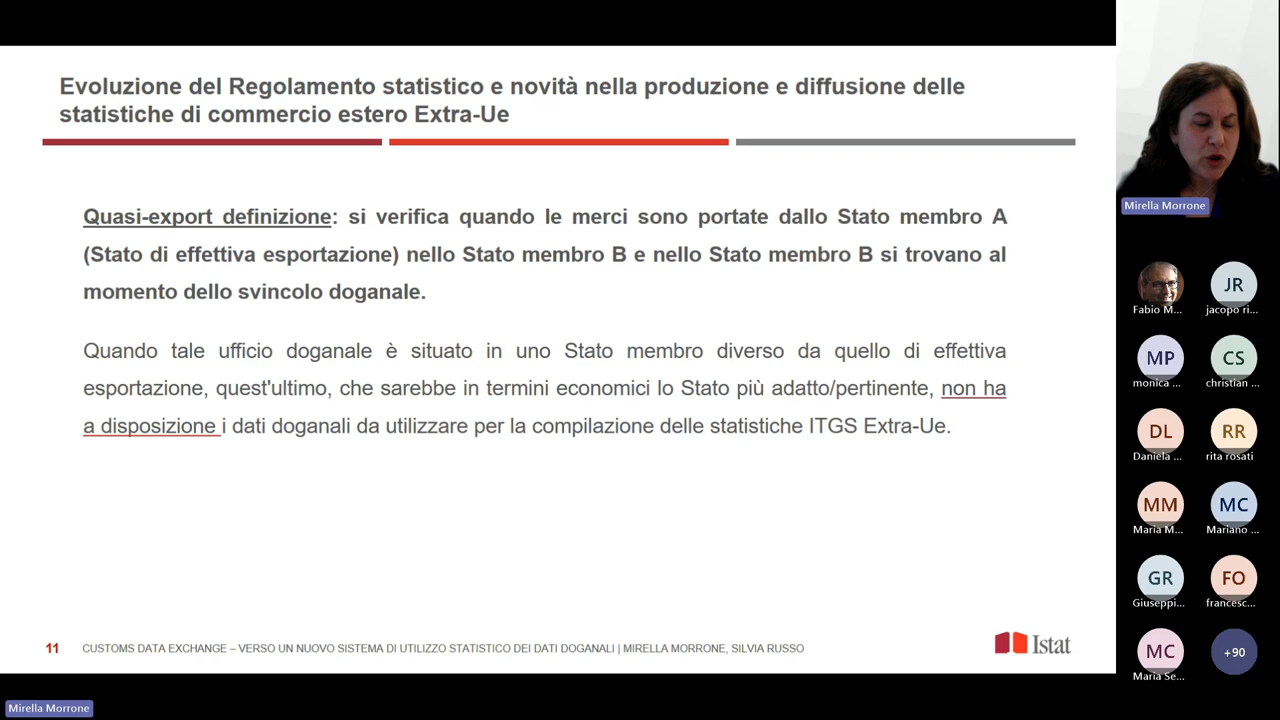 Evoluzione del Regolamento statistico e novità nella produzione e diffusione delle
statistiche di commercio estero Extra-Ue
Quasi-export definizione: si verifica quando le merci sono portate dallo Stato membro A
(Stato di effettiva esportazione) nello Stato membro B e nello Stato membro B si trovano al
momento dello svincolo doganale.
Quando tale ufficio doganale è situato in uno Stato membro diverso da quello di effettiva
esportazione, quest'ultimo, che sarebbe in termini economici lo Stato più adatto/pertinente, non ha
a disposizione i dati doganali da utilizzare per la compilazione delle statistiche ITGS Extra-Ue.
11 CUSTOMS DATA EXCHANGE – VERSO UN NUOVO SISTEMA DI UTILIZZO STATISTICO DEI DATI DOGANALI | MIRELLA MORRONE, SILVIA RUSSO
Istat
Mirella Morrone
Mirella Morrone
JR
Fabio M... jacopo ri...
MP CS
monica ... christian ...
DL RR
Daniela ... rita rosati
MM MC
Maria M... Mariano ...
GR FO
Giuseppi... francesc...
MC +90
Maria Se...